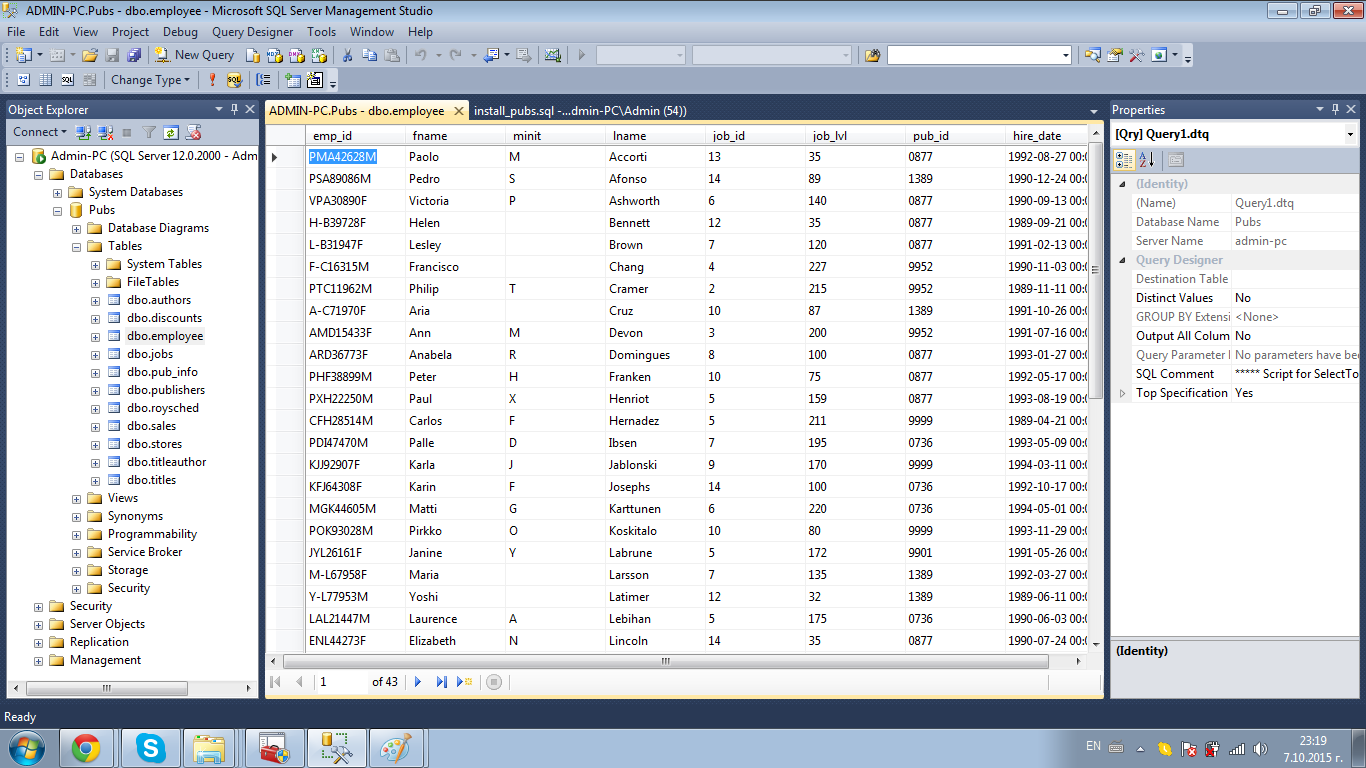 ADMIN-PC.Pubs - dbo.employee - Microsoft SQL Server Management Studio
File Edit View Project Debug Query Designer Tools Window Help
New Query
Change Type
Object Explorer
Connect
Admin-PC (SQL Server 12.0.2000 - Adm
Databases
System Databases
Pubs
Database Diagrams
Tables
System Tables
FileTables
dbo.authors
dbo.discounts
dbo.employee
dbo.jobs
dbo.pub_info
dbo.publishers
dbo.roysched
dbo.sales
dbo.stores
dbo.titleauthor
dbo.titles
Views
Synonyms
Programmability
Service Broker
Storage
Security
Security
Server Objects
Replication
Management
ADMIN-PC.Pubs - dbo.employee install_pubs.sql -...dmin-PC\Admin (54))
emp_id fname minit lname job_id job_lvl pub_id hire_date
PMA42628M Paolo M Accorti 13 35 0877 1992-08-27 00:0
PSA89086M Pedro S Afonso 14 89 1389 1990-12-24 00:0
VPA30890F Victoria P Ashworth 6 140 0877 1990-09-13 00:0
H-B39728F Helen Bennett 12 35 0877 1989-09-21 00:0
L-B31947F Lesley Brown 7 120 0877 1991-02-13 00:0
F-C16315M Francisco Chang 4 227 9952 1990-11-03 00:0
PTC11962M Philip T Cramer 2 215 9952 1989-11-11 00:0
A-C71970F Aria Cruz 10 87 1389 1991-10-26 00:0
AMD15433F Ann M Devon 3 200 9952 1991-07-16 00:0
ARD36773F Anabela R Domingues 8 100 0877 1993-01-27 00:0
PHF38899M Peter H Franken 10 75 0877 1992-05-17 00:0
PXH22250M Paul X Henriot 5 159 0877 1993-08-19 00:0
CFH28514M Carlos F Hernadez 5 211 9999 1989-04-21 00:0
PDI47470M Palle D Ibsen 7 195 0736 1993-05-09 00:0
KJJ92907F Karla J Jablonski 9 170 9999 1994-03-11 00:0
KFJ64308F Karin F Josephs 14 100 0736 1992-10-17 00:0
MGK44605M Matti G Karttunen 6 220 0736 1994-05-01 00:0
POK93028M Pirkko O Koskitalo 10 80 9999 1993-11-29 00:0
JYL26161F Janine Y Labrune 5 172 9901 1991-05-26 00:0
M-L67958F Maria Larsson 7 135 1389 1992-03-27 00:0
Y-L77953M Yoshi Latimer 12 32 1389 1989-06-11 00:0
LAL21447M Laurence A Lebihan 5 175 0736 1990-06-03 00:0
ENL44273F Elizabeth N Lincoln 14 35 0877 1990-07-24 00:0
1 of 43
Properties
[Qry] Query1.dtq
(Identity)
(Name) Query1.dtq
Database Name Pubs
Server Name admin-pc
Query Designer
Destination Table
Distinct Values No
GROUP BY Extensi <None>
Output All Colum No
Query Parameter No parameters have bee
SQL Comment ***** Script for SelectTo
Top Specification Yes
(Identity)
Ready
EN
23:19
7.10.2015 г.